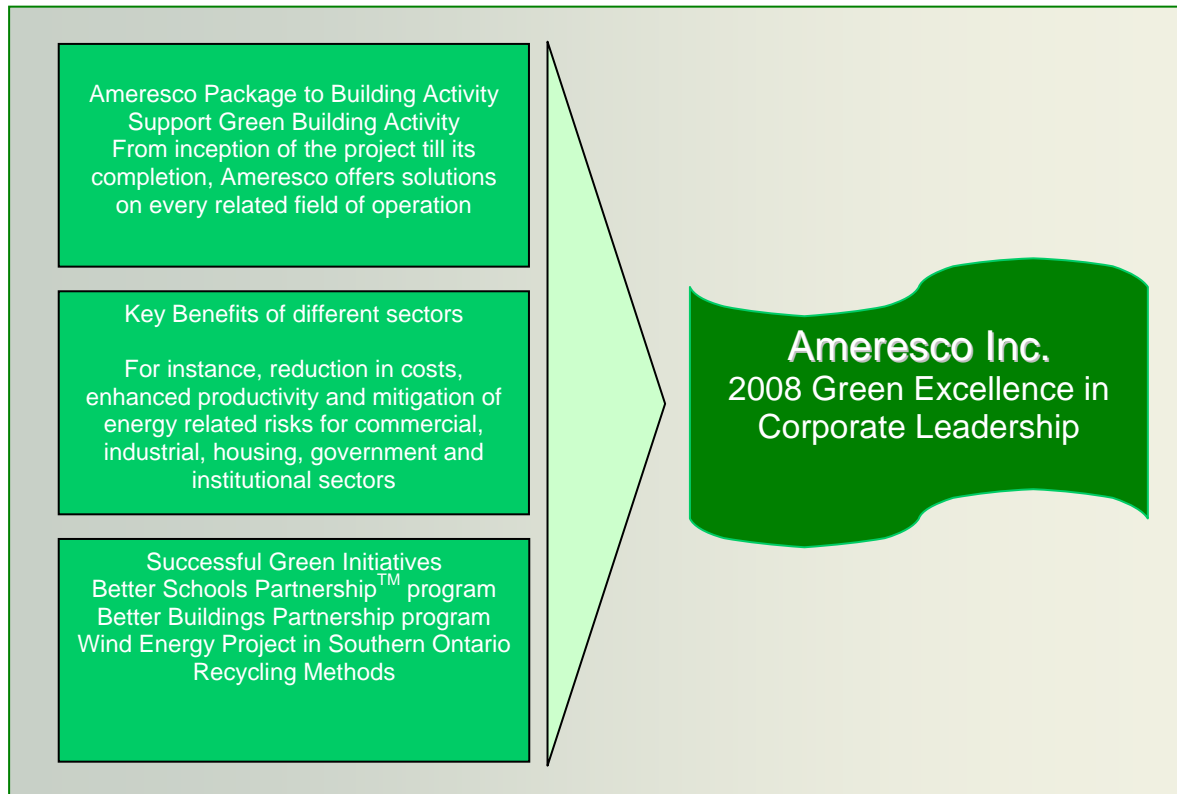 Ameresco Package to Building Activity
Support Green Building Activity
From inception of the project till its
completion, Ameresco offers solutions
on every related field of operation
Key Benefits of different sectors
For instance, reduction in costs,
enhanced productivity and mitigation of
energy related risks for commercial,
industrial, housing, government and
institutional sectors
Successful Green Initiatives
Better Schools Partnership™ program
Better Buildings Partnership program
Wind Energy Project in Southern Ontario
Recycling Methods
Ameresco Inc.
2008 Green Excellence in
Corporate Leadership